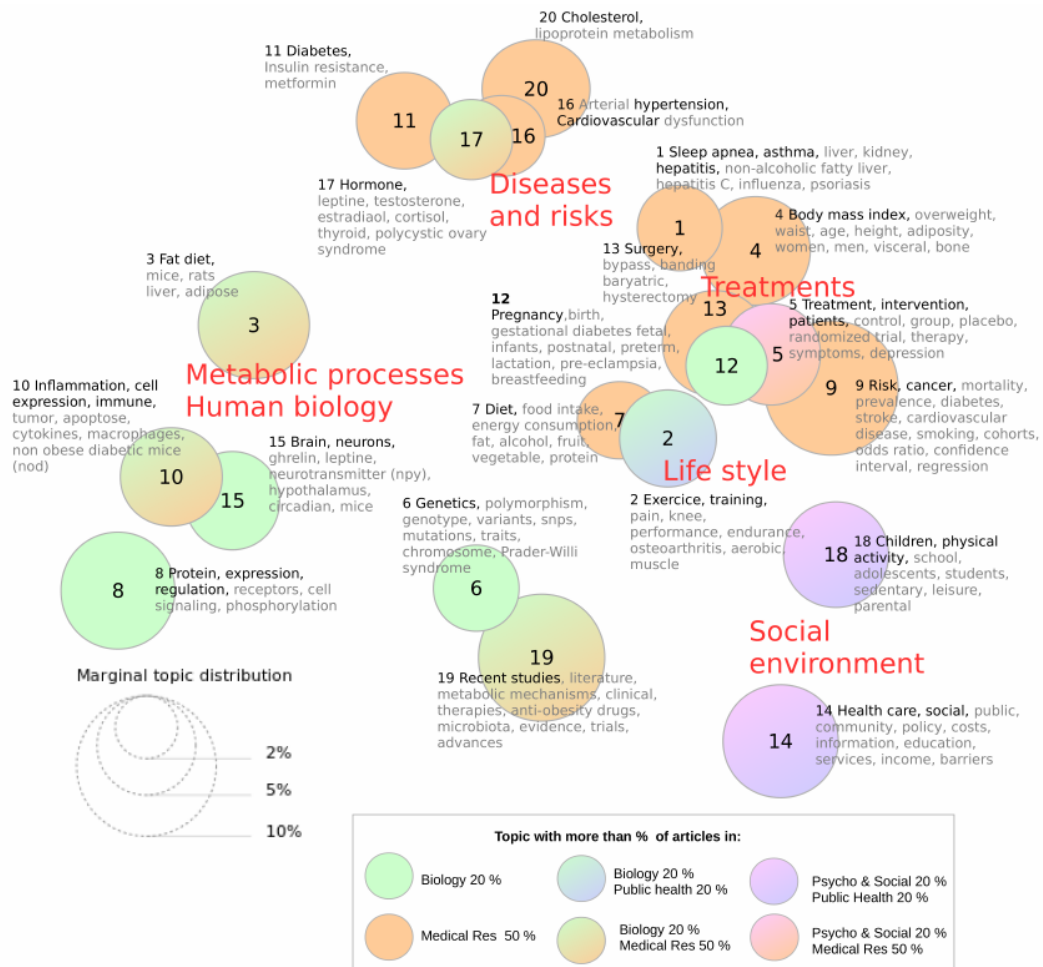 20 Cholesterol,
lipoprotein metabolism
11 Diabetes,
Insulin resistance,
metformin
20
11
16 Arterial hypertension,
Cardiovascular dysfunction
17
16
17 Hormone,
leptine, testosterone,
estradiaol, cortisol,
thyroid, polycystic ovary
syndrome
Diseases
and risks
1 Sleep apnea, asthma, liver, kidney,
hepatitis, non-alcoholic fatty liver,
hepatitis C, influenza, psoriasis
1
4
4 Body mass index, overweight,
waist, age, height, adiposity,
women, men, visceral, bone
13 Surgery,
bypass, banding
baryatric,
hysterectomy
Treatments
3 Fat diet,
mice, rats
liver, adipose
3
12
Pregnancy,birth,
gestational diabetes fetal,
infants, postnatal, preterm,
lactation, pre-eclampsia,
breastfeeding
13
5 Treatment, intervention,
patients, control, group, placebo,
randomized trial, therapy,
symptoms, depression
5
12
9
9 Risk, cancer, mortality,
prevalence, diabetes,
stroke, cardiovascular
disease, smoking, cohorts,
odds ratio, confidence
interval, regression
Metabolic processes
Human biology
10 Inflammation, cell
expression, immune,
tumor, apoptose,
cytokines, macrophages,
non obese diabetic mice
(nod)
10
15 Brain, neurons,
ghrelin, leptine,
neurotransmitter (npy),
hypothalamus,
circadian, mice
15
7 Diet, food intake,
energy consumption,
fat, alcohol, fruit,
vegetable, protein
7
2
Life style
2 Exercice, training,
pain, knee,
performance, endurance,
osteoarthritis, aerobic,
muscle
6 Genetics, polymorphism,
genotype, variants, snps,
mutations, traits,
chromosome, Prader-Willi
syndrome
6
18
18 Children, physical
activity, school,
adolescents, students,
sedentary, leisure,
parental
8
8 Protein, expression,
regulation, receptors, cell
signaling, phosphorylation
19
19 Recent studies, literature,
metabolic mechanisms, clinical,
therapies, anti-obesity drugs,
microbiota, evidence, trials,
advances
Social
environment
14
14 Health care, social, public,
community, policy, costs,
information, education,
services, income, barriers
Marginal topic distribution
2%
5%
10%
Topic with more than % of articles in:
Biology 20 %
Biology 20 %
Public health 20 %
Psycho & Social 20 %
Public Health 20 %
Medical Res 50 %
Biology 20 %
Medical Res 50 %
Psycho & Social 20 %
Medical Res 50 %